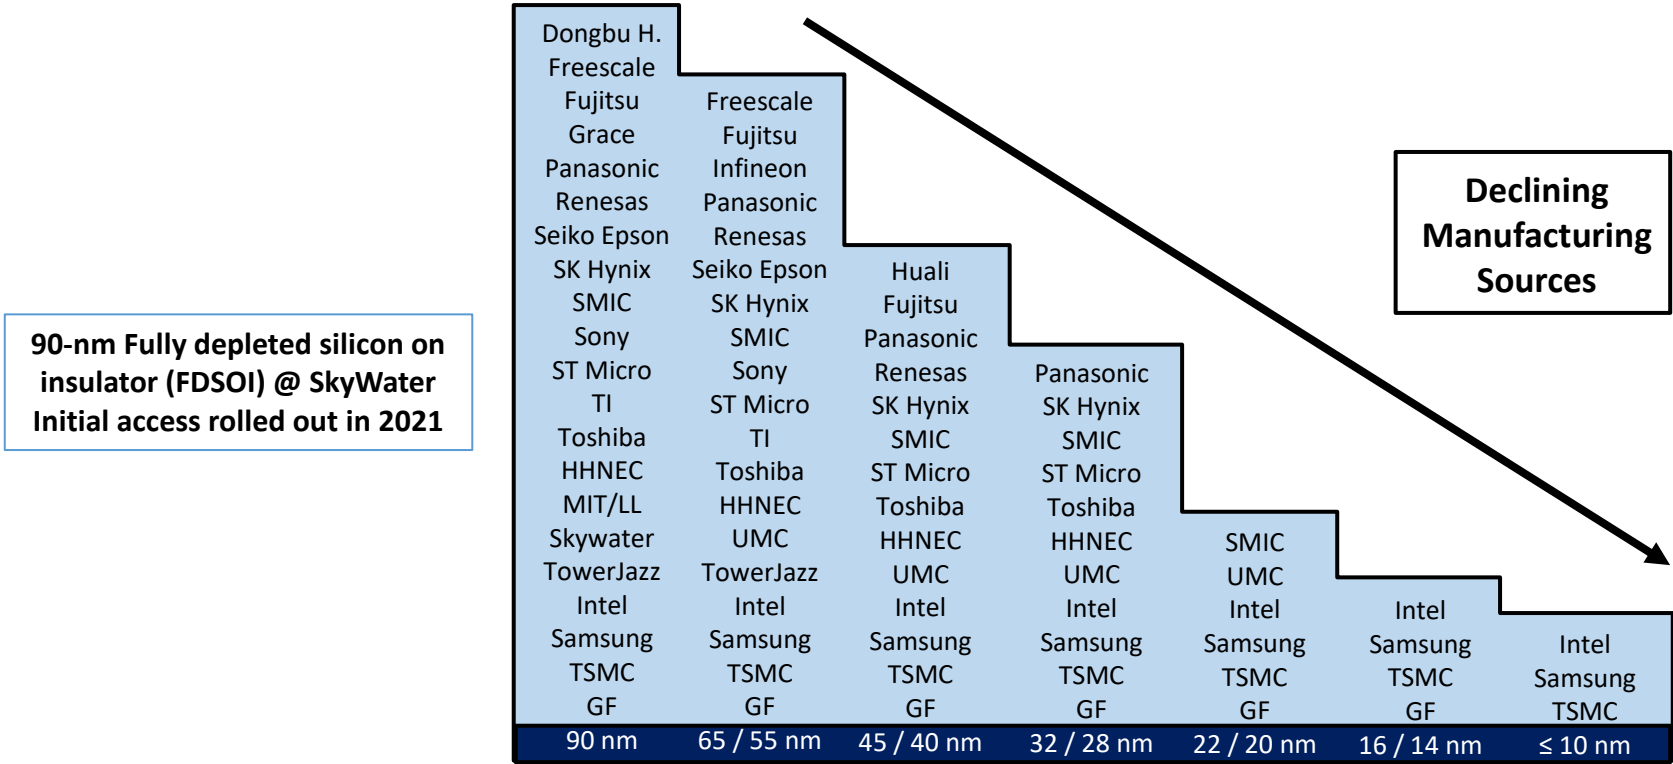 90-nm Fully depleted silicon on
insulator (FDSOI) @ SkyWater
Initial access rolled out in 2021
Dongbu H.
Freescale
Fujitsu
Grace
Panasonic
Renesas
Seiko Epson
SK Hynix
SMIC
Sony
ST Micro
TI
Toshiba
HHNEC
MIT/LL
Skywater
TowerJazz
Intel
Samsung
TSMC
GF
90 nm
Freescale
Fujitsu
Infineon
Panasonic
Renesas
Seiko Epson
SK Hynix
SMIC
Sony
ST Micro
TI
Toshiba
HHNEC
UMC
TowerJazz
Intel
Samsung
TSMC
GF
65 / 55 nm
Huali
Fujitsu
Panasonic
Renesas
SK Hynix
SMIC
ST Micro
Toshiba
HHNEC
UMC
Intel
Samsung
TSMC
GF
45 / 40 nm
Panasonic
SK Hynix
SMIC
ST Micro
Toshiba
HHNEC
UMC
Intel
Samsung
TSMC
GF
32 / 28 nm
SMIC
UMC
Intel
Samsung
TSMC
GF
22 / 20 nm
Intel
Samsung
TSMC
GF
16 / 14 nm
Intel
Samsung
TSMC
≤ 10 nm
Declining
Manufacturing
Sources